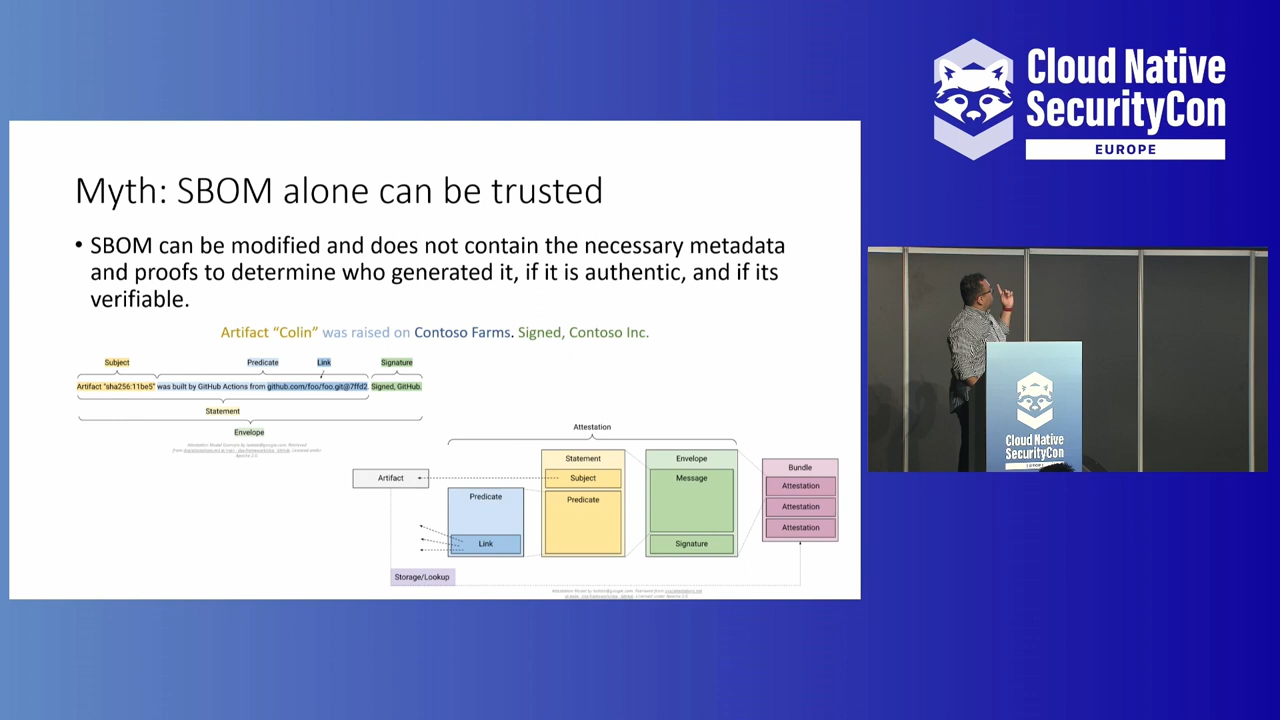 Cloud Native
SecurityCon
EUROPE
Myth: SBOM alone can be trusted
• SBOM can be modified and does not contain the necessary metadata
and proofs to determine who generated it, if it is authentic, and if its
verifiable.
Artifact “Colin” was raised on Contoso Farms. Signed, Contoso Inc.
Subject Predicate Link Signature
Artifact "sha256:11be5" was built by GitHub Actions from github.com/foo/foo.git@7ffd2. Signed, GitHub.
Statement
Envelope
Attestation
Artifact
Predicate
Link
Statement
Subject
Predicate
Envelope
Message
Signature
Bundle
Attestation
Attestation
Attestation
Storage/Lookup
Cloud Native
SecurityCon